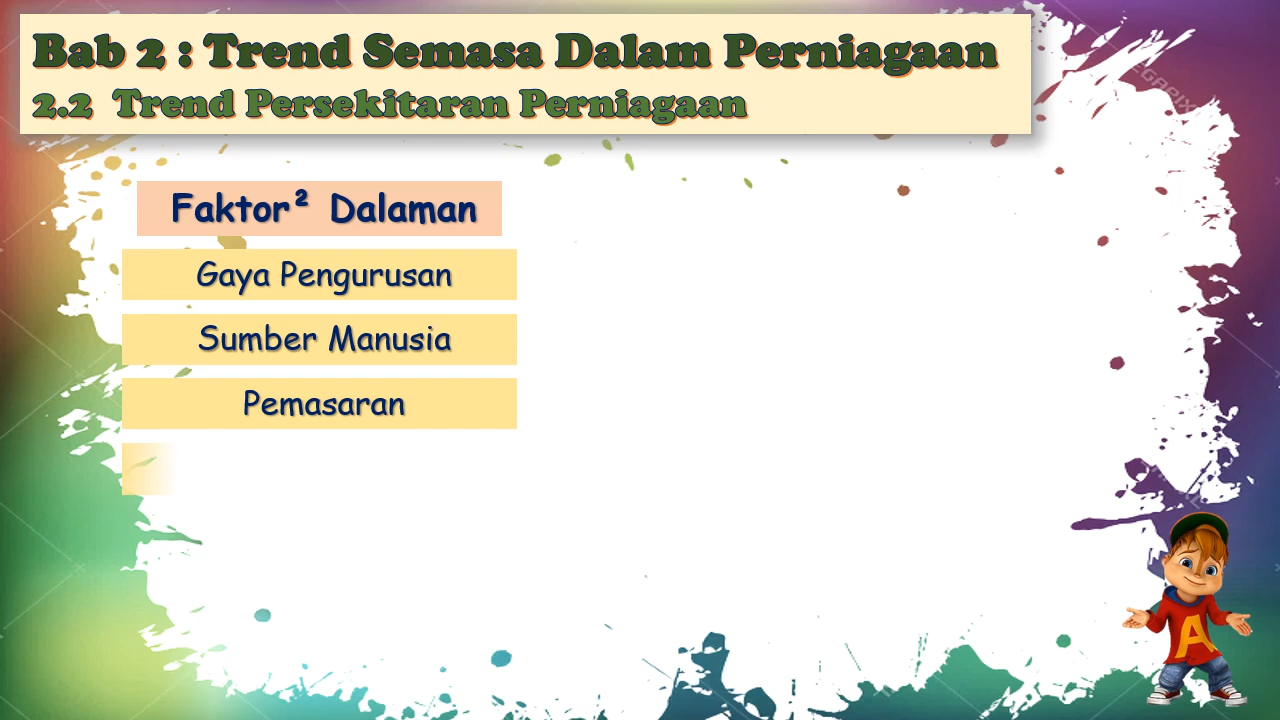 Bab 2 : Trend Semasa Dalam Perniagaan
2.2 Trend Persekitaran Perniagaan
Faktor² Dalaman
Gaya Pengurusan
Sumber Manusia
Pemasaran
A